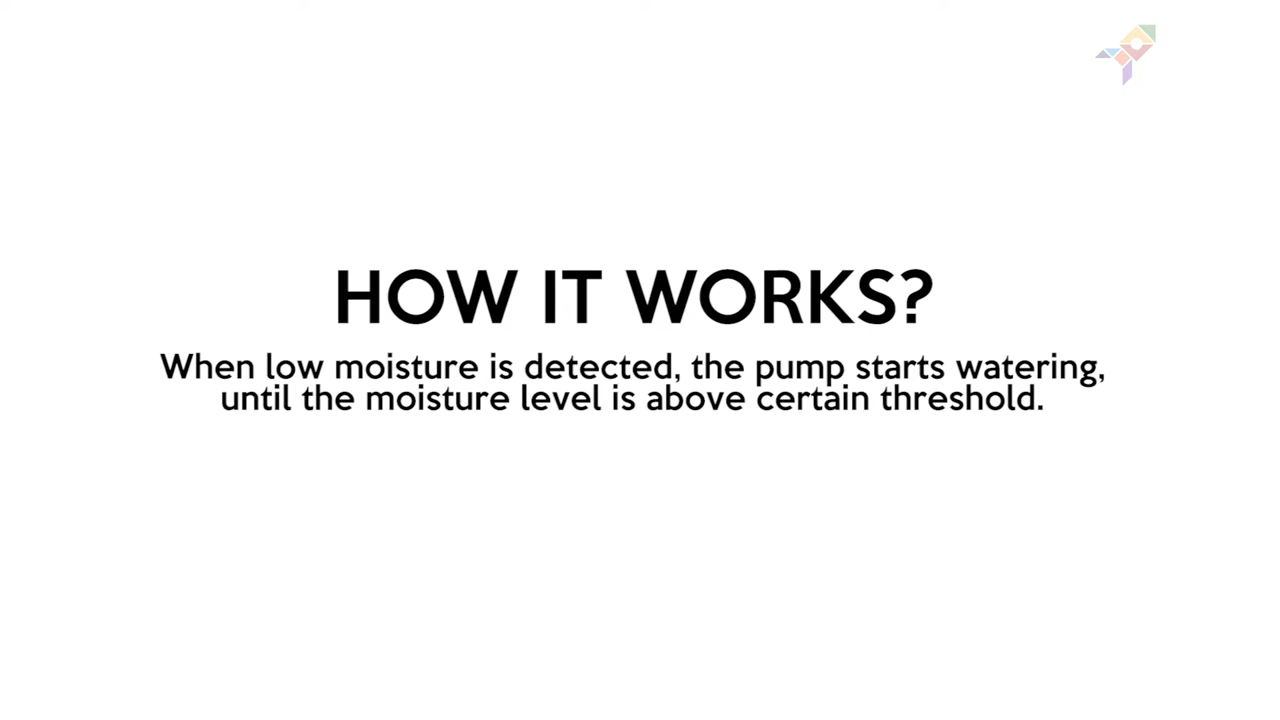 HOW IT WORKS?
When low moisture is detected, the pump starts watering,
until the moisture level is above certain threshold.